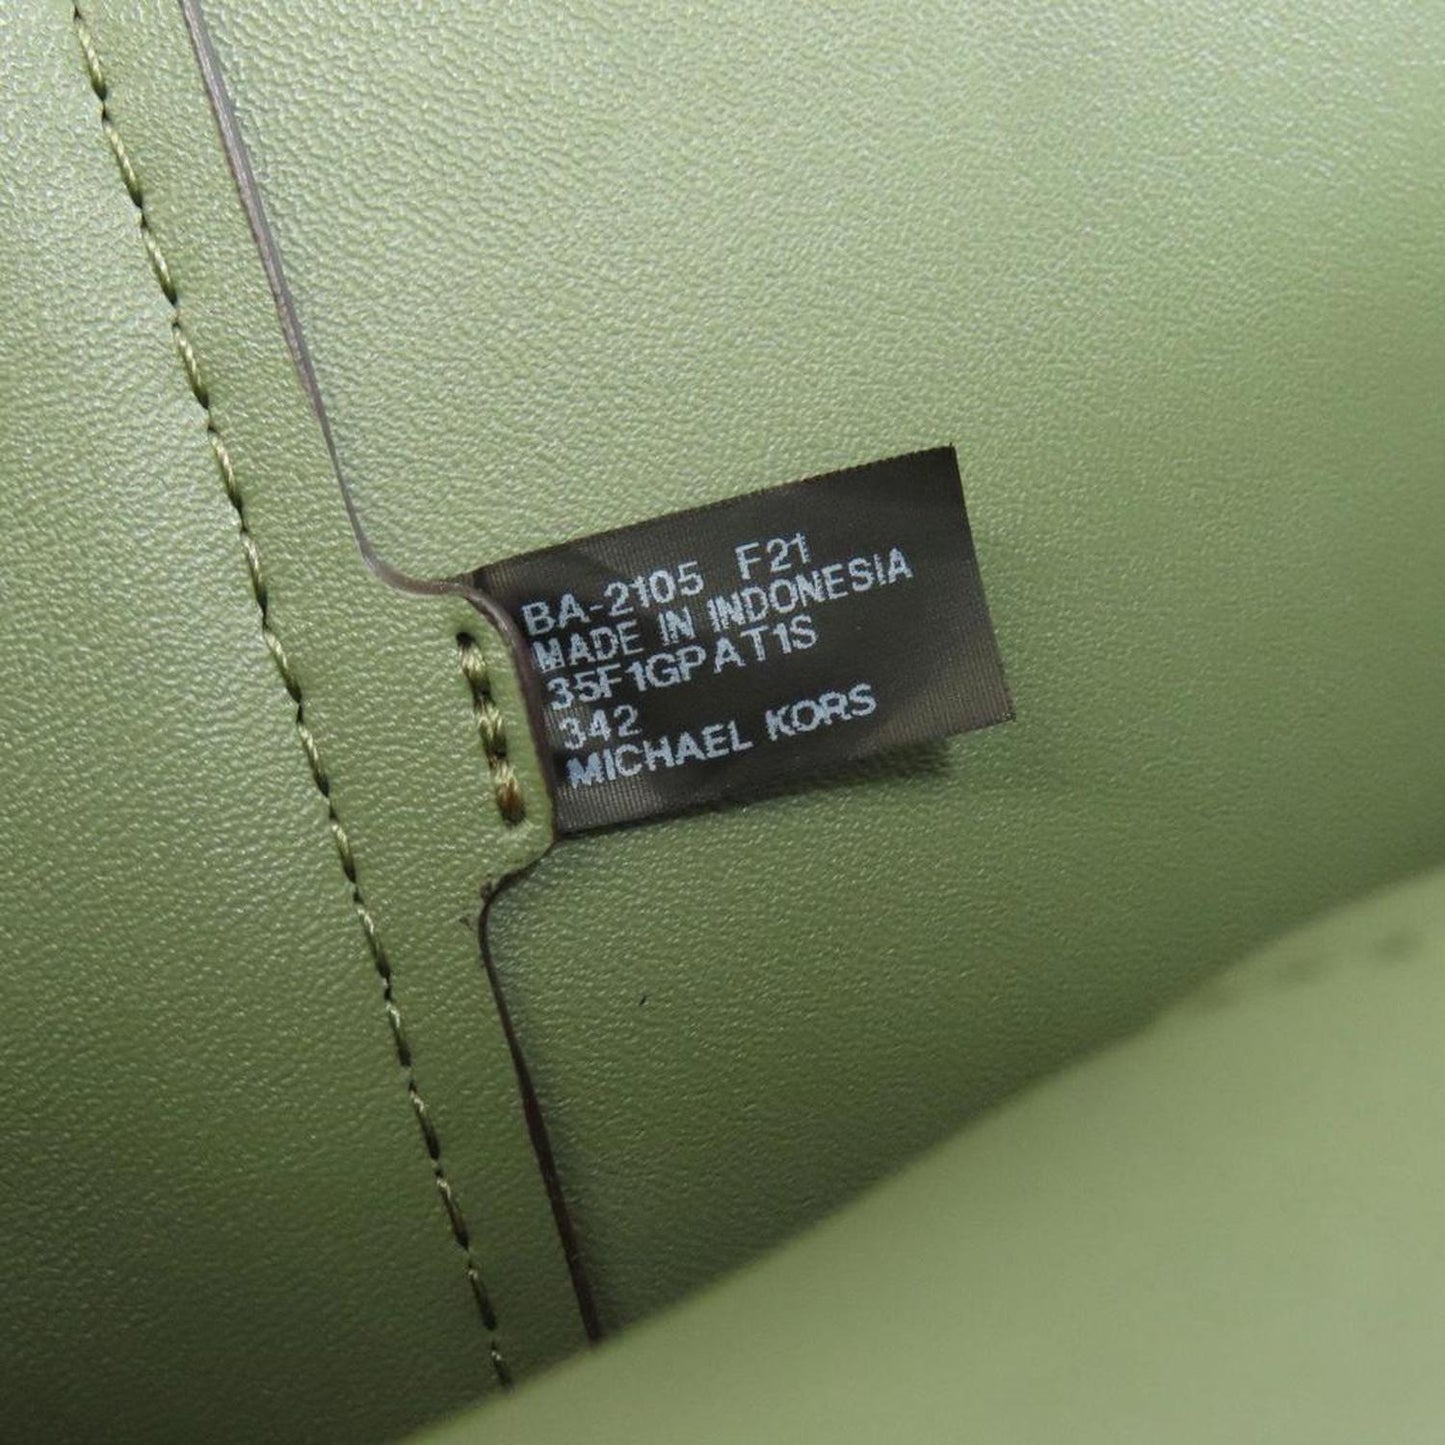 BA-2105 F21
MADE IN INDONESIA
35F1GPAT1S
342
MICHAEL KORS